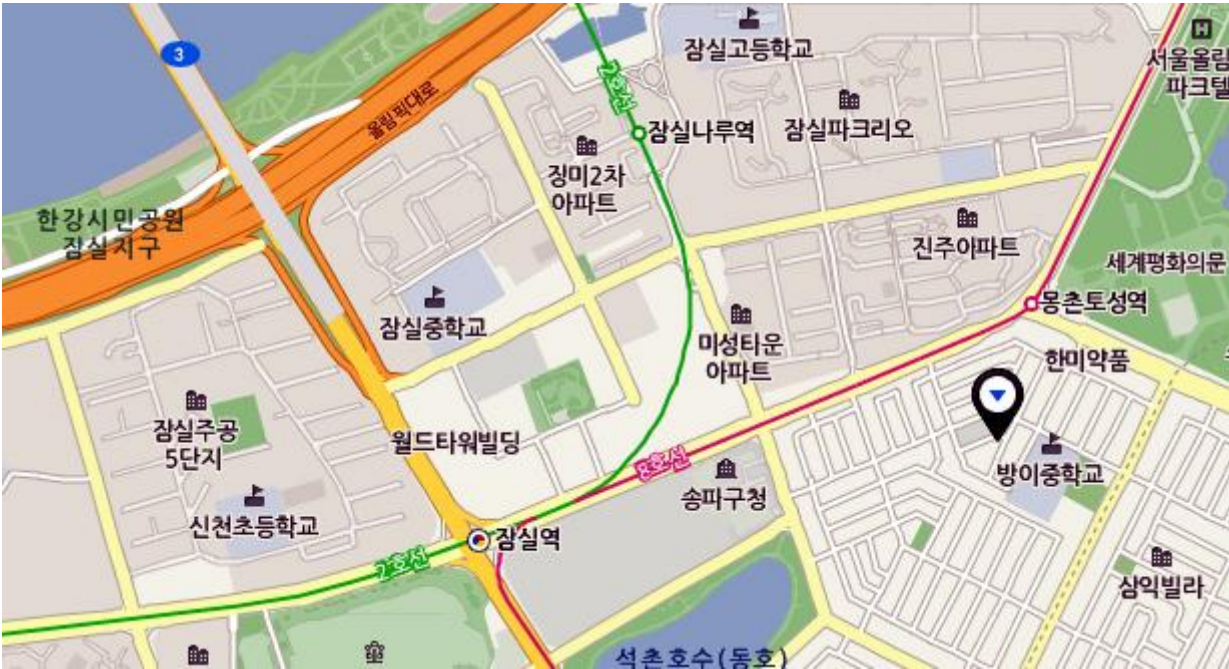 3
올림픽대로
2호선
잠실고등학교
H
서울올림
파크텔
잠실나루역
잠실파크리오
장미2차
아파트
한강시민공원
잠실지구
진주아파트
세계평화의문
잠실중학교
몽촌토성역
미성타운
아파트
한미약품
잠실주공
5단지
월드타워빌딩
8호선
송파구청
방이중학교
신천초등학교
잠실역
2호선
삼익빌라
석촌호수(동호)